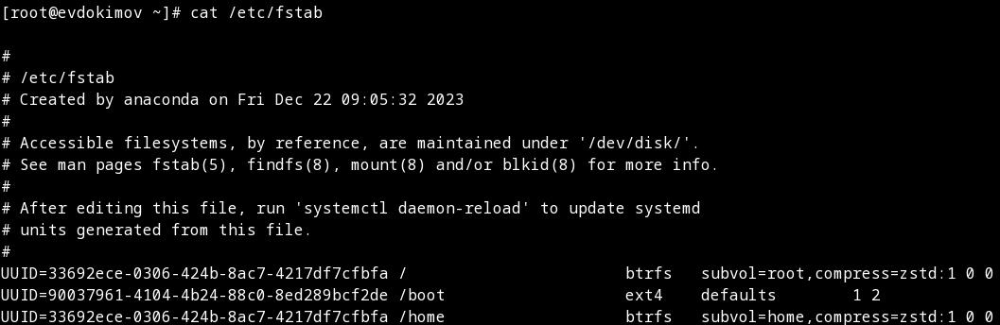 [root@evdokimov ~]# cat /etc/fstab
#
# /etc/fstab
# Created by anaconda on Fri Dec 22 09:05:32 2023
#
# Accessible filesystems, by reference, are maintained under '/dev/disk/'.
# See man pages fstab(5), findfs(8), mount(8) and/or blkid(8) for more info.
#
# After editing this file, run 'systemctl daemon-reload' to update systemd
# units generated from this file.
#
UUID=33692ece-0306-424b-8ac7-4217df7cfbfa /                       btrfs   subvol=root,compress=zstd:1 0 0
UUID=90037961-4104-4b24-88c0-8ed289bcf2de /boot                   ext4    defaults        1 2
UUID=33692ece-0306-424b-8ac7-4217df7cfbfa /home                   btrfs   subvol=home,compress=zstd:1 0 0